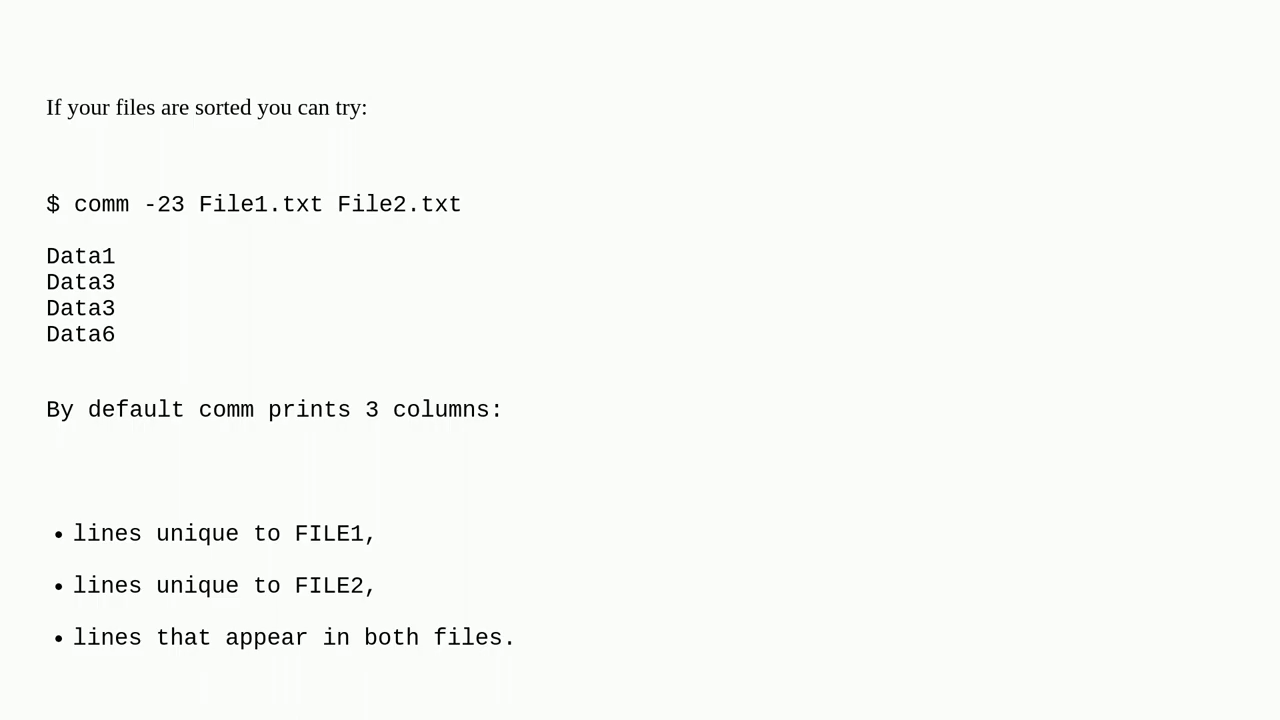 If your files are sorted you can try:
$ comm -23 File1.txt File2.txt
Data1
Data3
Data3
Data6
By default comm prints 3 columns:
• lines unique to FILE1,
• lines unique to FILE2,
• lines that appear in both files.